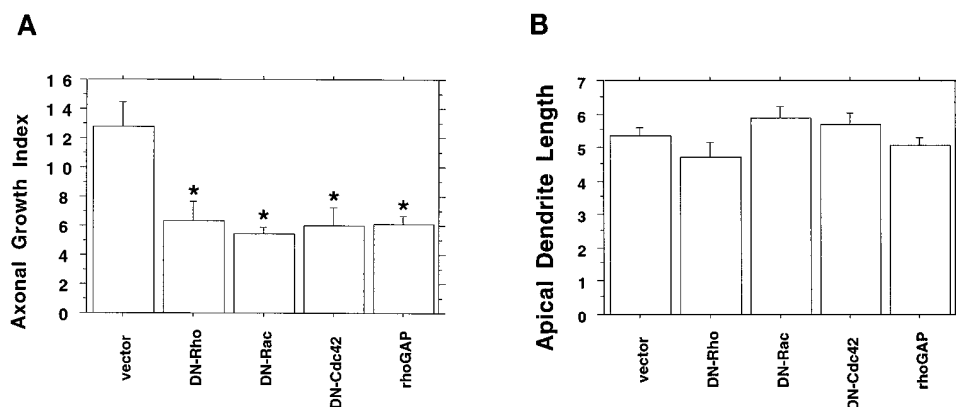 A
Axonal Growth Index
16
14
12
10
8
6
4
2
0
*
*
*
*
vector
DN-Rho
DN-Rac
DN-Cdc42
rhoGAP
B
Apical Dendrite Length
7
6
5
4
3
2
1
0
vector
DN-Rho
DN-Rac
DN-Cdc42
rhoGAP